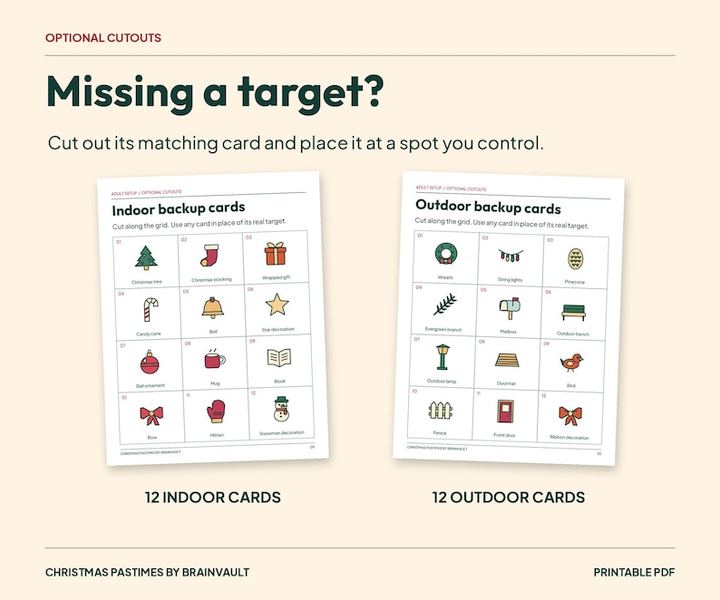 OPTIONAL CUTOUTS
Missing a target?
Cut out its matching card and place it at a spot you control.
ADULT SETUP / OPTIONAL CUTOUTS
Indoor backup cards
Cut along the grid. Use any card in place of its real target.
01
02
03
Christmas tree
Christmas stocking
Wrapped gift
04
05
06
Candy cane
Bell
Star decoration
07
08
09
Ball ornament
Mug
Book
10
11
12
Bow
Mitten
Snowman decoration
CHRISTMAS PASTIMES BY BRAINVAULT
09
ADULT SETUP / OPTIONAL CUTOUTS
Outdoor backup cards
Cut along the grid. Use any card in place of its real target.
01
02
03
Wreath
String lights
Pinecone
04
05
06
Evergreen branch
Mailbox
Outdoor bench
07
08
09
Outdoor lamp
Doormat
Bird
10
11
12
Fence
Front door
Ribbon decoration
CHRISTMAS PASTIMES BY BRAINVAULT
10
12 INDOOR CARDS
12 OUTDOOR CARDS
CHRISTMAS PASTIMES BY BRAINVAULT
PRINTABLE PDF